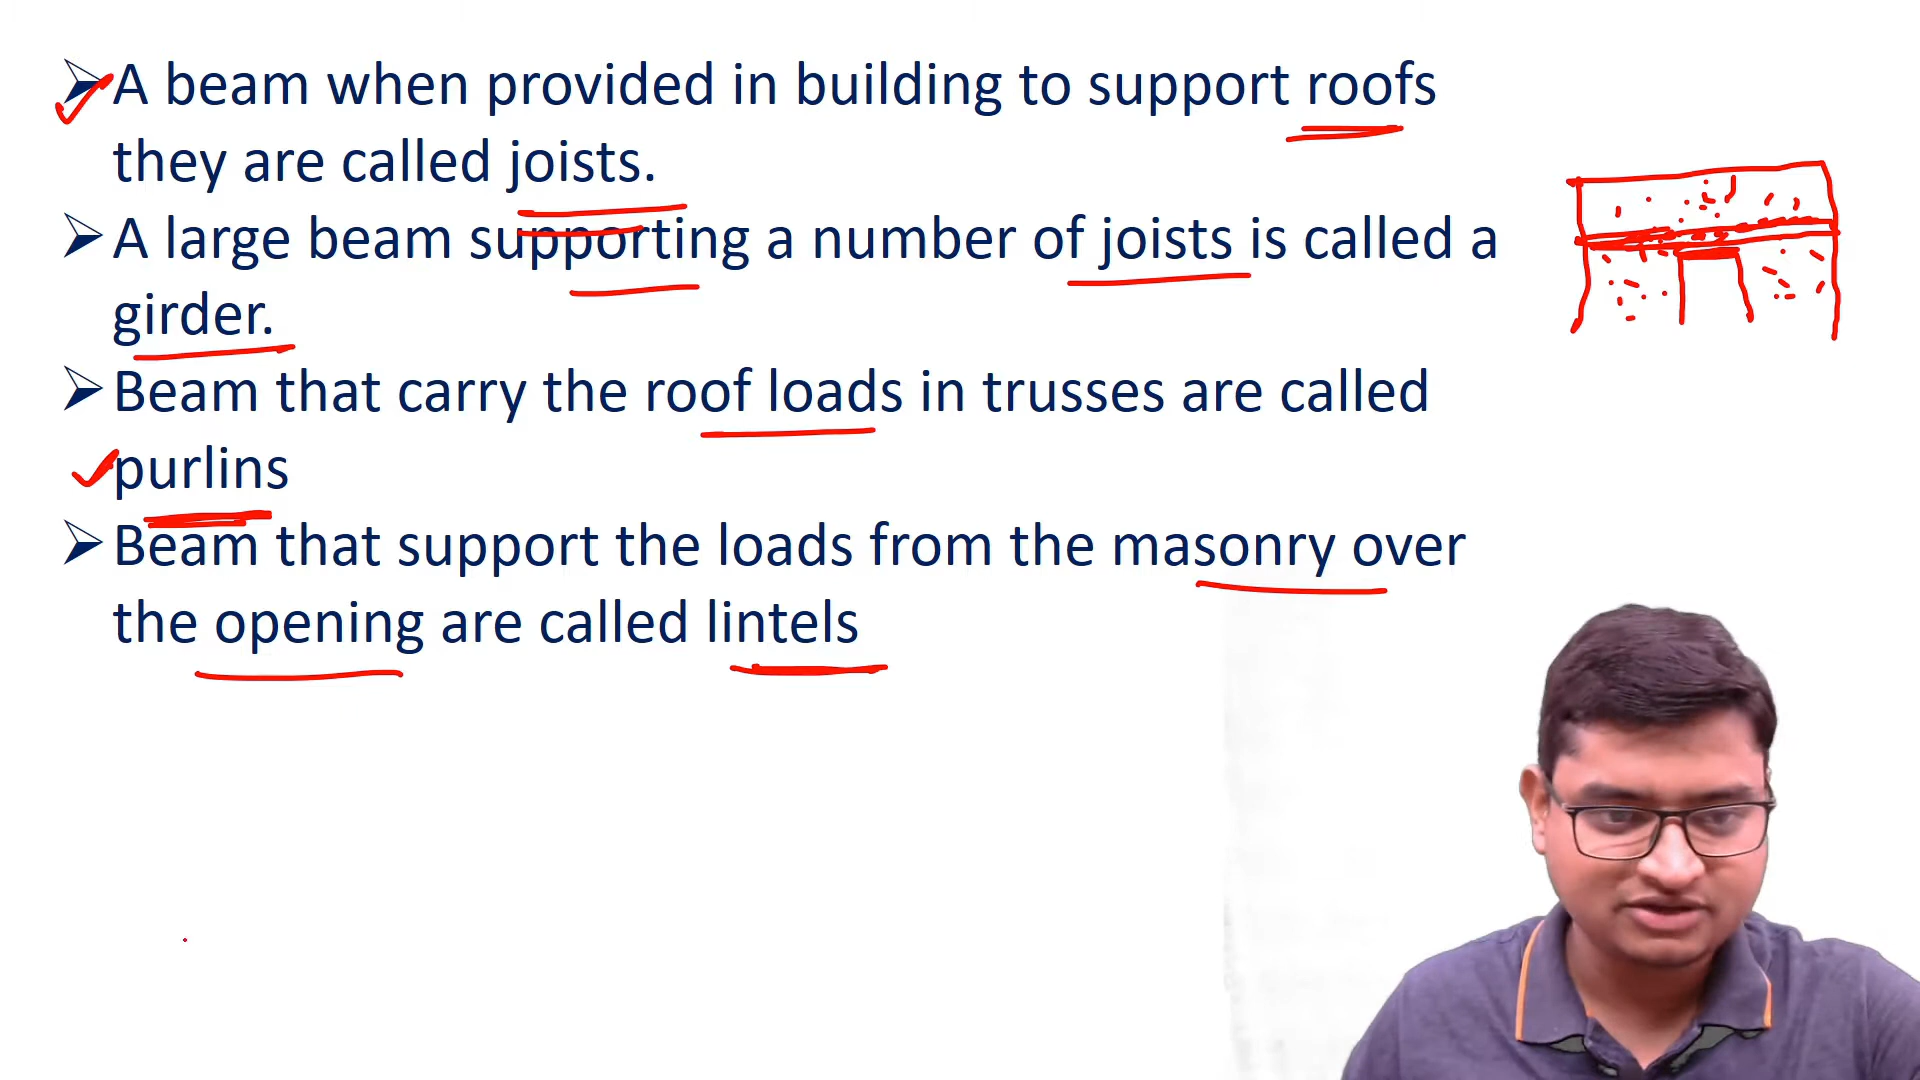 ➢A beam when provided in building to support roofs
they are called joists.
➢A large beam supporting a number of joists is called a
girder.
➢Beam that carry the roof loads in trusses are called
purlins
➢Beam that support the loads from the masonry over
the opening are called lintels